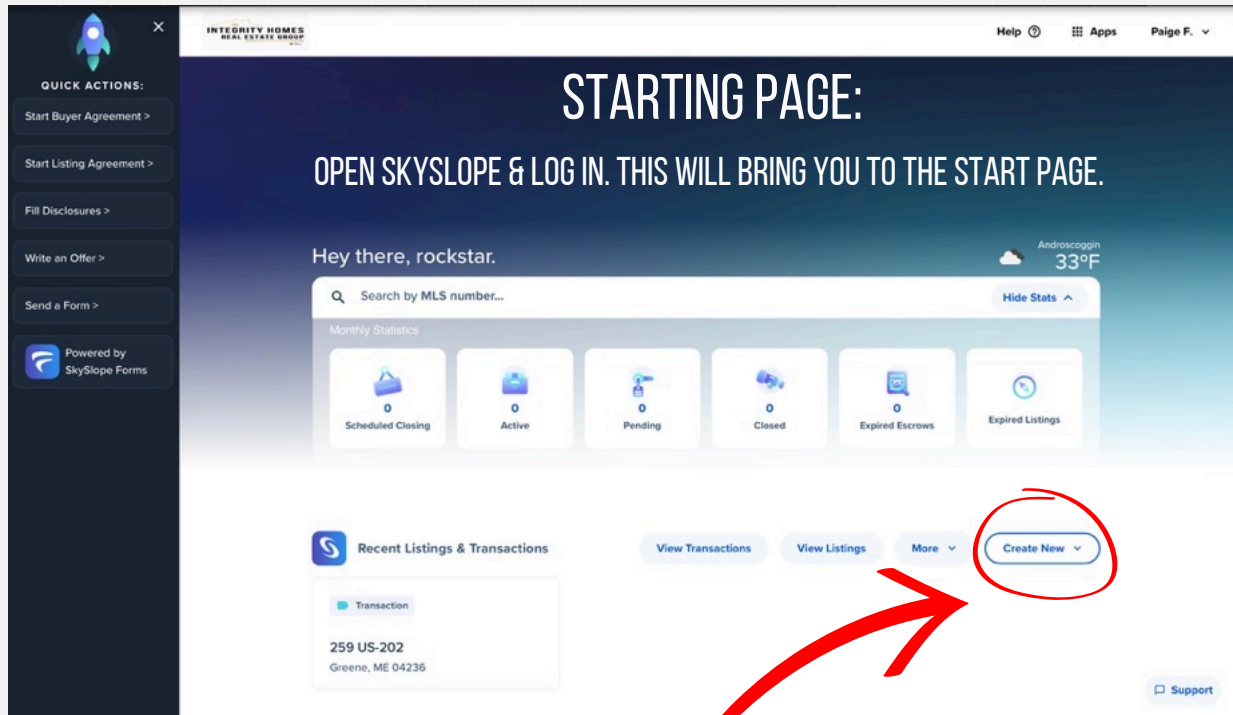 QUICK ACTIONS:
Start Buyer Agreement >
Start Listing Agreement >
Fill Disclosures >
Write an Offer >
Send a Form >
Powered by
SkySlope Forms
INTEGRITY HOMES
REAL ESTATE GROUP
Help
Apps
Paige F.
STARTING PAGE:
OPEN SKYSLOPE & LOG IN. THIS WILL BRING YOU TO THE START PAGE.
Hey there, rockstar.
Androscoggin
33°F
Search by MLS number...
Hide Stats
Monthly Statistics
0
Scheduled Closing
0
Active
0
Pending
0
Closed
0
Expired Escrows
Expired Listings
Recent Listings & Transactions
View Transactions
View Listings
More
Create New
Transaction
259 US-202
Greene, ME 04236
Support